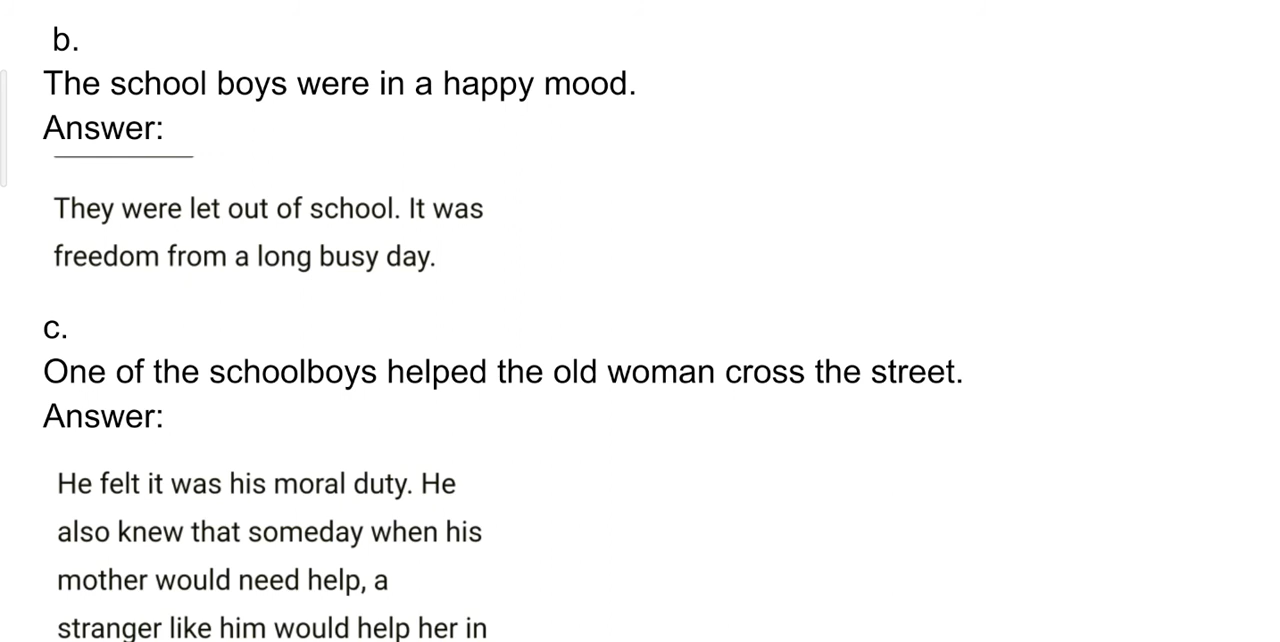 b.
The school boys were in a happy mood.
Answer:
They were let out of school. It was
freedom from a long busy day.
c.
One of the schoolboys helped the old woman cross the street.
Answer:
He felt it was his moral duty. He
also knew that someday when his
mother would need help, a
stranger like him would help her in